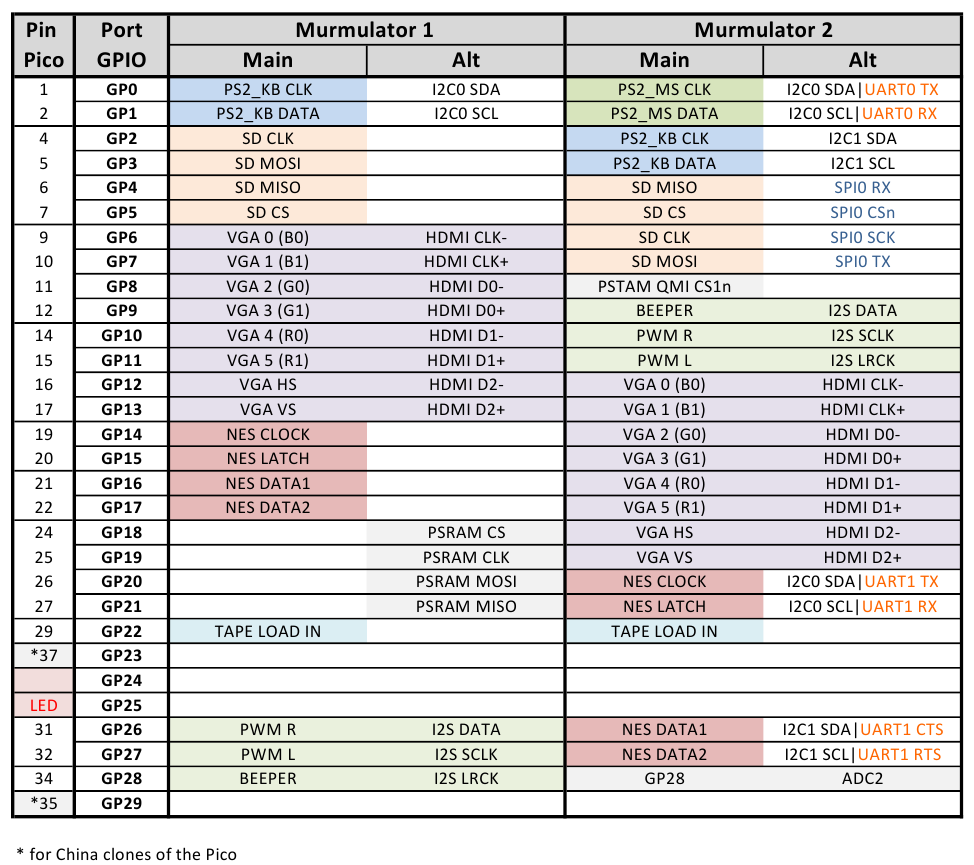 Pin Port Murmulator 1 Murmulator 2
Pico GPIO Main Alt Main Alt
1 GP0 PS2_KB CLK I2C0 SDA PS2_MS CLK I2C0 SDA|UART0 TX
2 GP1 PS2_KB DATA I2C0 SCL PS2_MS DATA I2C0 SCL|UART0 RX
4 GP2 SD CLK PS2_KB CLK I2C1 SDA
5 GP3 SD MOSI PS2_KB DATA I2C1 SCL
6 GP4 SD MISO SD MISO SPI0 RX
7 GP5 SD CS SD CS SPI0 CSn
9 GP6 VGA 0 (B0) HDMI CLK- SD CLK SPI0 SCK
10 GP7 VGA 1 (B1) HDMI CLK+ SD MOSI SPI0 TX
11 GP8 VGA 2 (G0) HDMI D0- PSTAM QMI CS1n
12 GP9 VGA 3 (G1) HDMI D0+ BEEPER I2S DATA
14 GP10 VGA 4 (R0) HDMI D1- PWM R I2S SCLK
15 GP11 VGA 5 (R1) HDMI D1+ PWM L I2S LRCK
16 GP12 VGA HS HDMI D2- VGA 0 (B0) HDMI CLK-
17 GP13 VGA VS HDMI D2+ VGA 1 (B1) HDMI CLK+
19 GP14 NES CLOCK VGA 2 (G0) HDMI D0-
20 GP15 NES LATCH VGA 3 (G1) HDMI D0+
21 GP16 NES DATA1 VGA 4 (R0) HDMI D1-
22 GP17 NES DATA2 VGA 5 (R1) HDMI D1+
24 GP18 PSRAM CS VGA HS HDMI D2-
25 GP19 PSRAM CLK VGA VS HDMI D2+
26 GP20 PSRAM MOSI NES CLOCK I2C0 SDA|UART1 TX
27 GP21 PSRAM MISO NES LATCH I2C0 SCL|UART1 RX
29 GP22 TAPE LOAD IN TAPE LOAD IN
*37 GP23
GP24
LED GP25
31 GP26 PWM R I2S DATA NES DATA1 I2C1 SDA|UART1 CTS
32 GP27 PWM L I2S SCLK NES DATA2 I2C1 SCL|UART1 RTS
34 GP28 BEEPER I2S LRCK GP28 ADC2
*35 GP29
* for China clones of the Pico